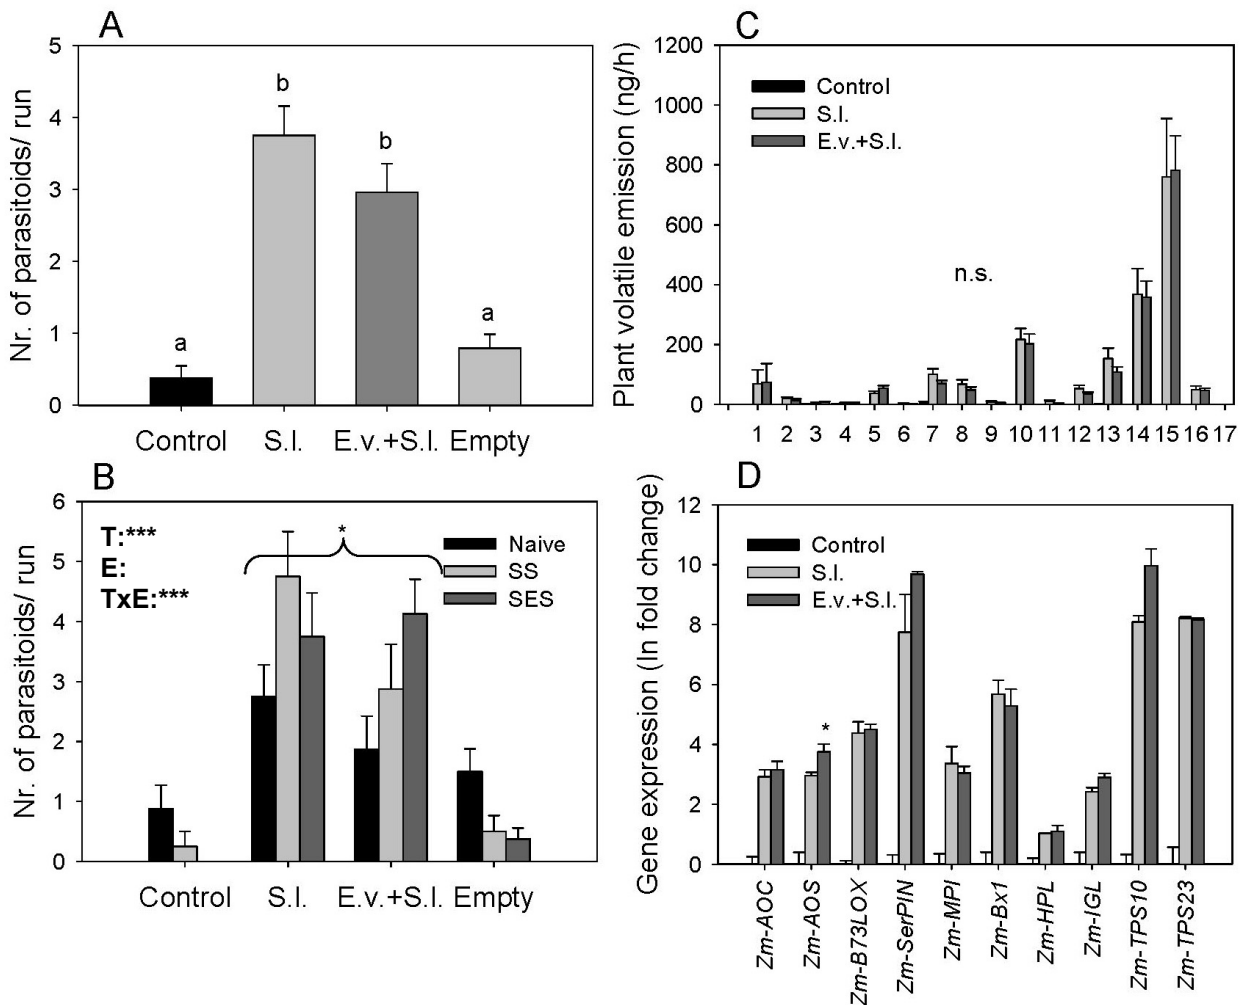 A
Nr. of parasitoids/ run
5
4
3
2
1
0
a
b
b
a
Control S.l. E.v.+S.l. Empty
B
Nr. of parasitoids/ run
6
5
4
3
2
1
0
T:***
E:
TxE:***
*
Naive
SS
SES
Control S.l. E.v.+S.l. Empty
C
Plant volatile emission (ng/h)
1200
1000
800
600
400
200
0
Control
S.l.
E.v.+S.l.
n.s.
1 2 3 4 5 6 7 8 9 10 11 12 13 14 15 16 17
D
Gene expression (ln fold change)
12
10
8
6
4
2
0
Control
S.l.
E.v.+S.l.
*
Zm-AOC
Zm-AOS
Zm-B73LOX
Zm-SerPIN
Zm-MPI
Zm-Bx1
Zm-HPL
Zm-IGL
Zm-TPS10
Zm-TPS23